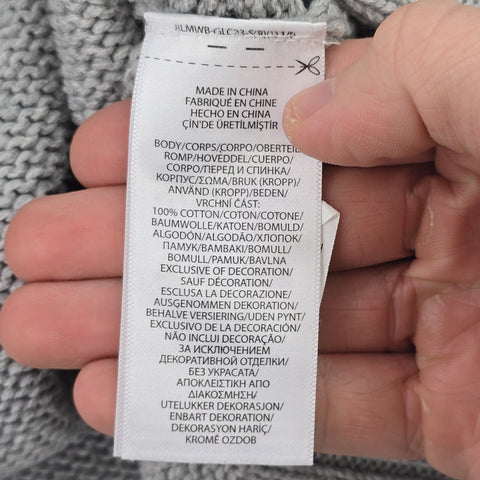 MADE IN CHINA
FABRIQUÉ EN CHINE
HECHO EN CHINA
ÇİN'DE ÜRETİLMİŞTİR
BODY/CORPS/CORPO/OBERTEIL
ROMP/HOVEDDEL/CUERPO/
CORPO/ПЕРЕД И СПИНКА/
КОРПУС/ΣΩΜΑ/BRUK (KROPP)/
ANVÄND (KROPP)/BEDEN/
VRCHNÍ ČÁST:
100% COTTON/COTON/COTONE/
BAUMWOLLE/KATOEN/BOMULD/
ALGODÓN/ALGODÃO/ХЛОПОК/
ПАМУК/ΒΑΜΒΑΚΙ/BOMULL/
BOMULL/PAMUK/BAVLNA
EXCLUSIVE OF DECORATION/
SAUF DÉCORATION/
ESCLUSA LA DECORAZIONE/
AUSGENOMMEN DEKORATION/
BEHALVE VERSIERING/UDEN PYNT/
EXCLUSIVO DE LA DECORACIÓN/
NÃO INCLUI DECORAÇÃO/
ЗА ИСКЛЮЧЕНИЕМ
ДЕКОРАТИВНОЙ ОТДЕЛКИ/
БЕЗ УКРАСАТА/
ΑΠΟΚΛΕΙΣΤΙΚΗ ΑΠΟ
ΔΙΑΚΟΣΜΗΣΗ/
UTELUKKER DEKORASJON/
ENBART DEKORATION/
DEKORASYON HARİÇ/
KROMĚ OZDOB